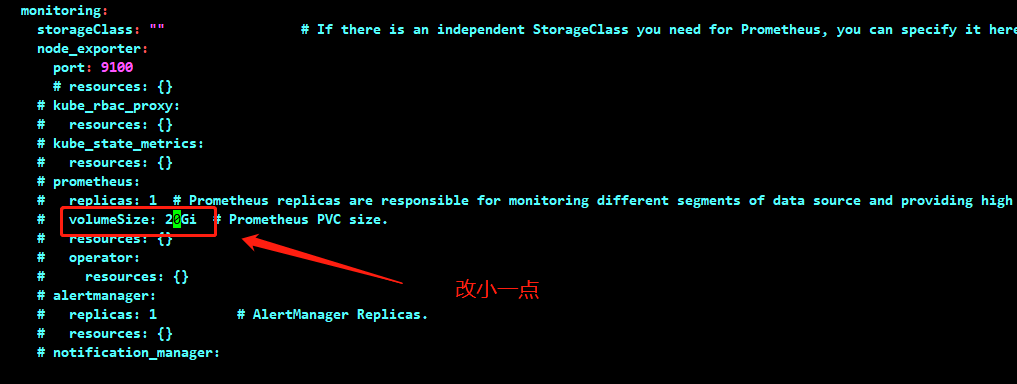 monitoring:
storageClass: "" # If there is an independent StorageClass you need for Prometheus, you can specify it here
node_exporter:
port: 9100
# resources: {}
# kube_rbac_proxy:
# resources: {}
# kube_state_metrics:
# resources: {}
# prometheus:
# replicas: 1 # Prometheus replicas are responsible for monitoring different segments of data source and providing high
# volumeSize: 20Gi # Prometheus PVC size.
# resources: {}
# operator:
# resources: {}
改小一点
# alertmanager:
# replicas: 1 # AlertManager Replicas.
# resources: {}
# notification_manager: